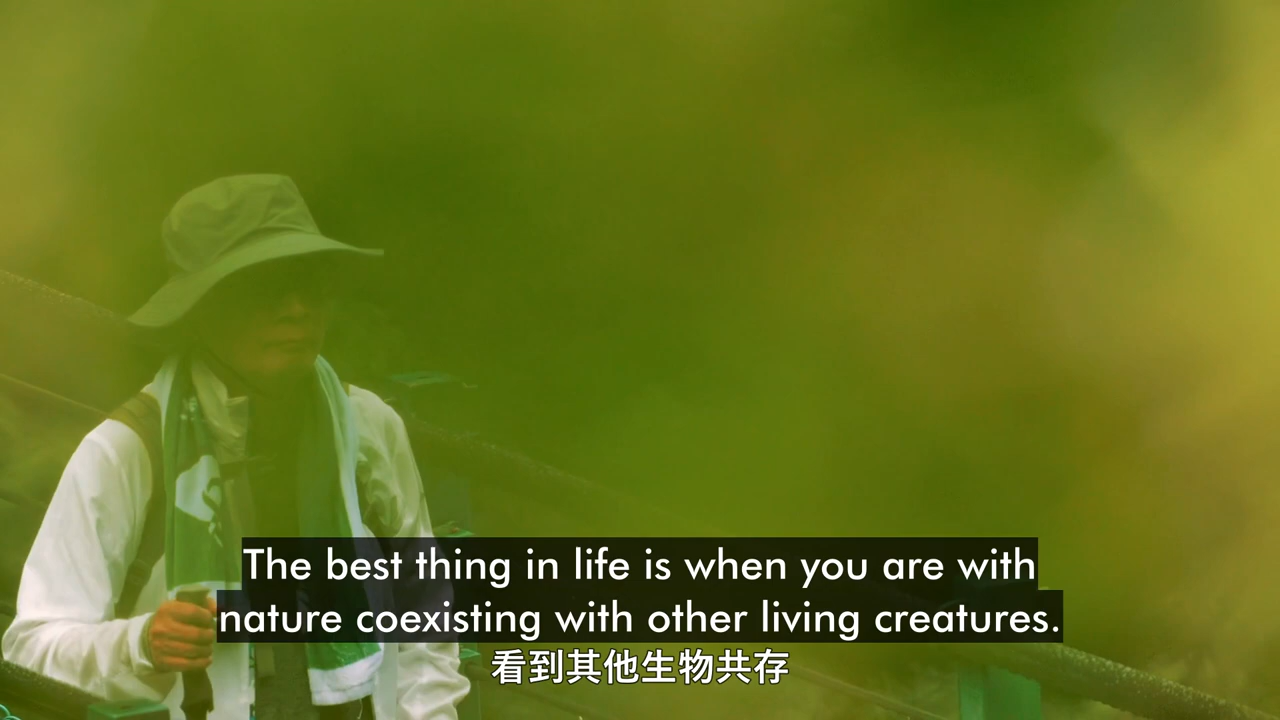 The best thing in life is when you are with
nature coexisting with other living creatures.
看到其他生物共存